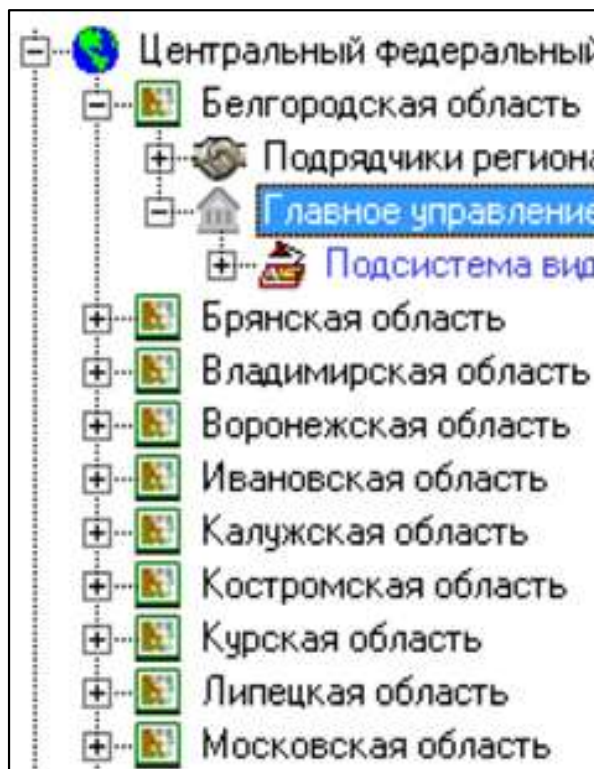 Центральный Федеральный
Белгородская область
Подрядчики региона
Главное управление
Подсистема вид
Брянская область
Владимирская область
Воронежская область
Ивановская область
Калужская область
Костромская область
Курская область
Липецкая область
Московская область